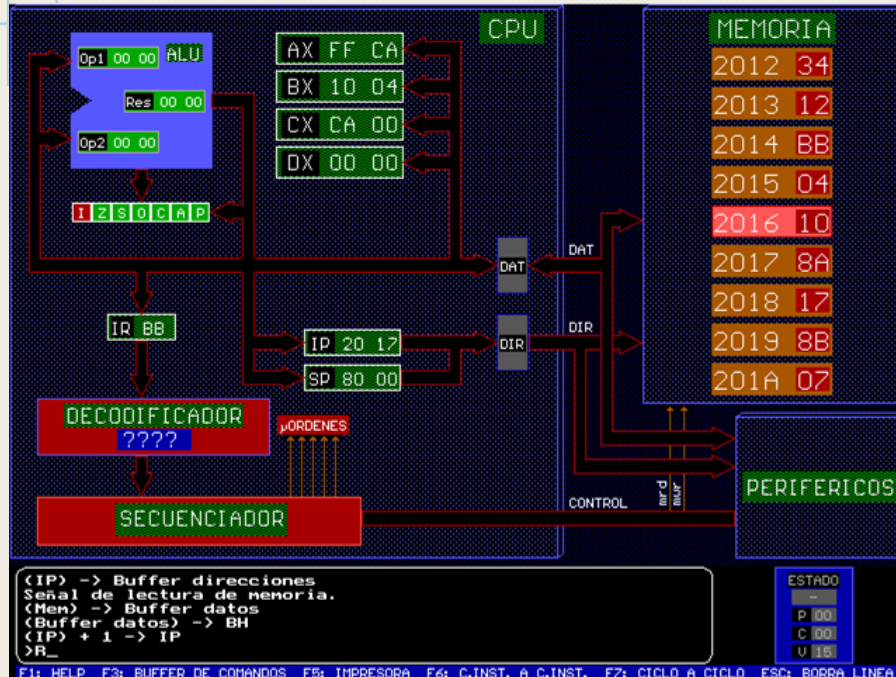 CPU
MEMORIA
Op1 00 00 ALU
Res 00 00
Op2 00 00
I Z S O C A P
AX FF CA
BX 10 04
CX CA 00
DX 00 00
2012 34
2013 12
2014 BB
2015 04
2016 10
2017 8A
2018 17
2019 8B
201A 07
DAT
DAT
IR BB
IP 20 17
SP 80 00
DIR
DIR
DECODIFICADOR
????
µORDENES
SECUENCIADOR
CONTROL
mrd
mwr
PERIFERICOS
(IP) -> Buffer direcciones
Señal de lectura de memoria.
(Mem) -> Buffer datos
(Buffer datos) -> BH
(IP) + 1 -> IP
>R_
ESTADO
-
P 00
C 00
V 15
F1: HELP F3: BUFFER DE COMANDOS F5: IMPRESORA F6: C.INST. A C.INST. F7: CICLO A CICLO ESC: BORRA LINEA